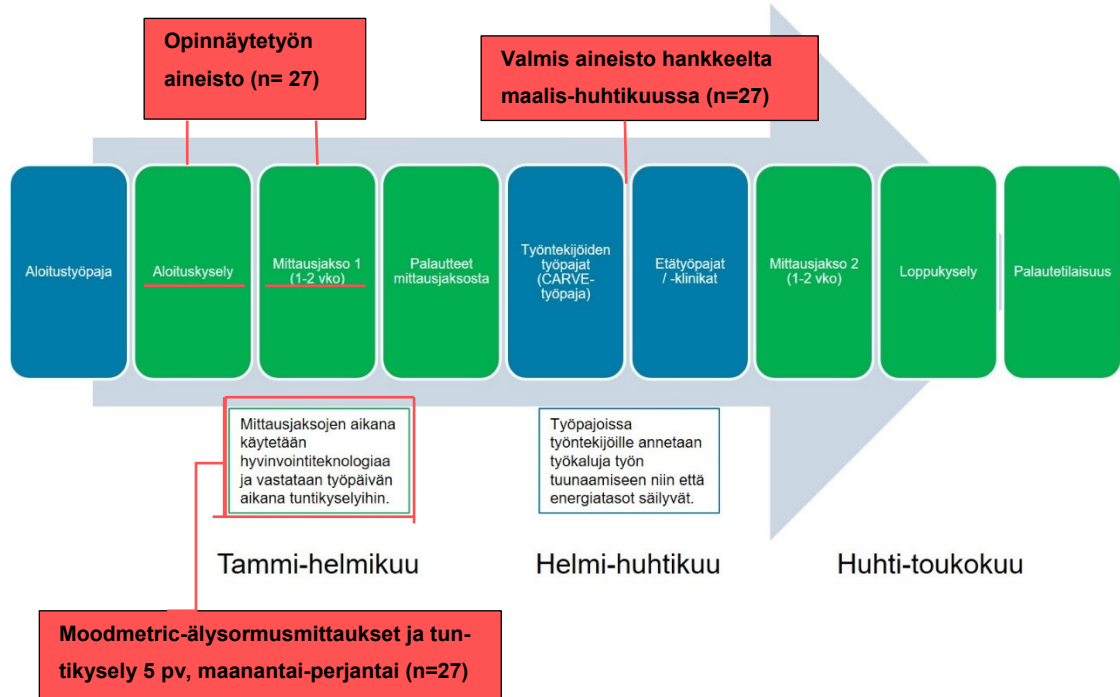 Opinnäytetyön
aineisto (n= 27)
Valmis aineisto hankkeelta
maalis-huhtikuussa (n=27)
Aloitustyöpaja
Aloituskysely
Mittausjakso 1
(1-2 vko)
Palautteet
mittausjaksosta
Työntekijöiden
työpajat
(CARVE-
työpaja)
Etätyöpajat
/ -klinikat
Mittausjakso 2
(1-2 vko)
Loppukysely
Palautetilaisuus
Mittausjaksojen aikana
käytetään
hyvinvointiteknologiaa
ja vastataan työpäivän
aikana tuntikyselyihin.
Työpajoissa
työntekijöille annetaan
työkaluja työn
tuunaamiseen niin että
energiatasot säilyvät.
Tammi-helmikuu
Helmi-huhtikuu
Huhti-toukokuu
Moodmetric-älysormusmittaukset ja tun-
tikysely 5 pv, maanantai-perjantai (n=27)